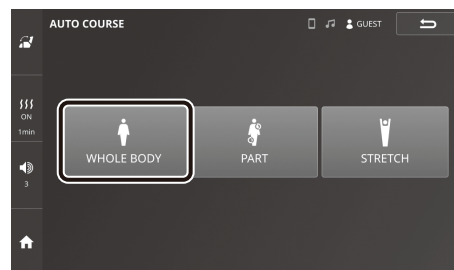 AUTO COURSE
GUEST
ON
1min
3
WHOLE BODY
PART
STRETCH